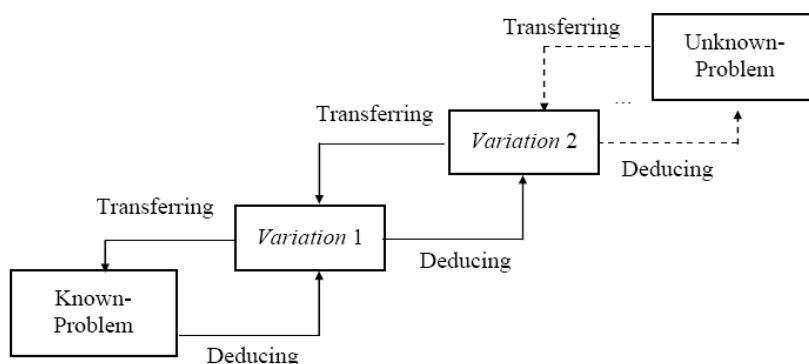 Transferring
Unknown-
Problem
...
Transferring
Variation 2
Deducing
Transferring
Variation 1
Deducing
Known-
Problem
Deducing